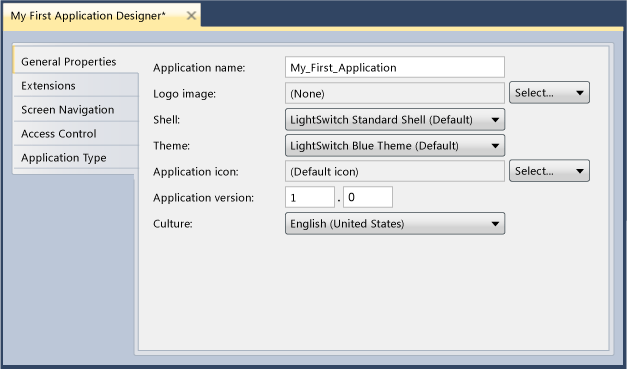 My First Application Designer*
General Properties
Extensions
Screen Navigation
Access Control
Application Type
Application name: My_First_Application
Logo image: (None) Select...
Shell: LightSwitch Standard Shell (Default)
Theme: LightSwitch Blue Theme (Default)
Application icon: (Default icon) Select...
Application version: 1 . 0
Culture: English (United States)